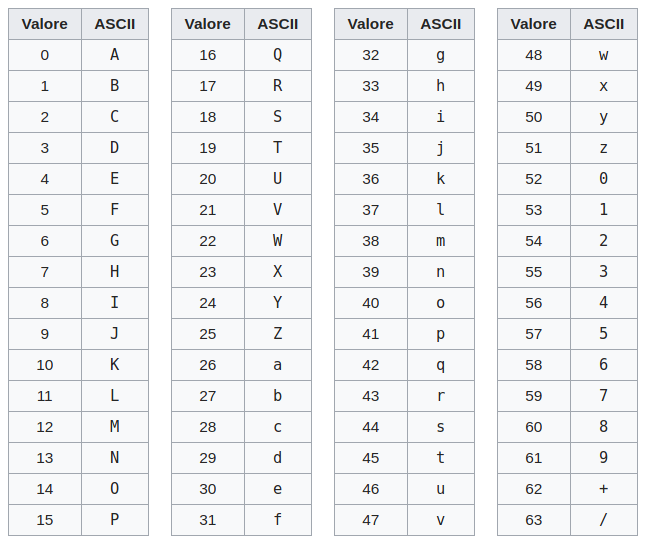 Valore ASCII Valore ASCII Valore ASCII Valore ASCII
0 A 16 Q 32 g 48 w
1 B 17 R 33 h 49 x
2 C 18 S 34 i 50 y
3 D 19 T 35 j 51 z
4 E 20 U 36 k 52 0
5 F 21 V 37 l 53 1
6 G 22 W 38 m 54 2
7 H 23 X 39 n 55 3
8 I 24 Y 40 o 56 4
9 J 25 Z 41 p 57 5
10 K 26 a 42 q 58 6
11 L 27 b 43 r 59 7
12 M 28 c 44 s 60 8
13 N 29 d 45 t 61 9
14 O 30 e 46 u 62 +
15 P 31 f 47 v 63 /